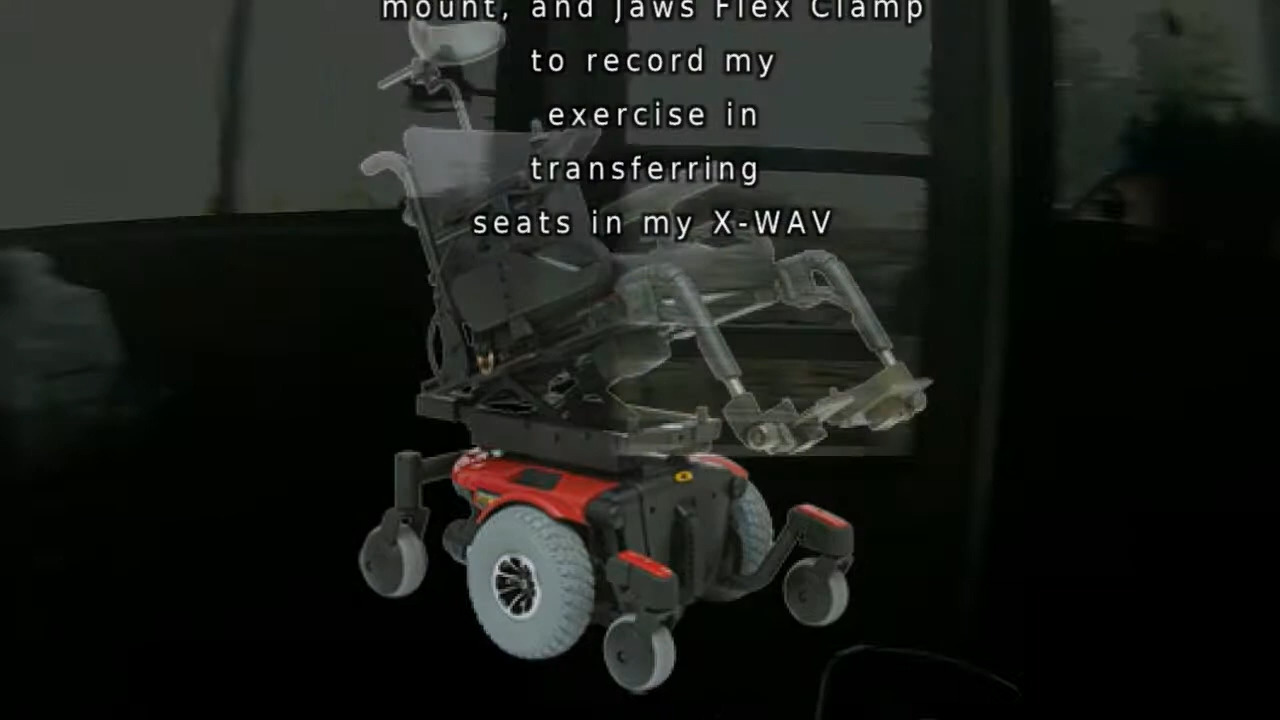 mount, and Jaws Flex Clamp
to record my
exercise in
transferring
seats in my X-WAV